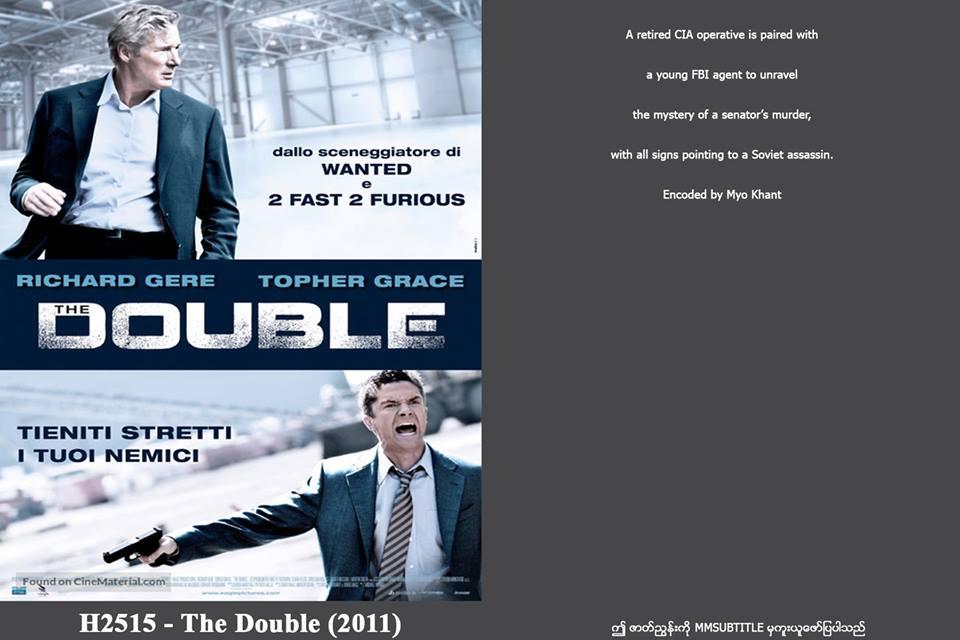 dallo sceneggiatore di
WANTED
e
2 FAST 2 FURIOUS
RICHARD GERE TOPHER GRACE
THE
DOUBLE
TIENITI STRETTI
I TUOI NEMICI
Found on CineMaterial.com
www.eaglepictures.com
H2515 - The Double (2011)
A retired CIA operative is paired with
a young FBI agent to unravel
the mystery of a senator’s murder,
with all signs pointing to a Soviet assassin.
Encoded by Myo Khant
ဤ ဇာတ်ညွှန်းကို MMSUBTITLE မှကူးယူဖော်ပြပါသည်